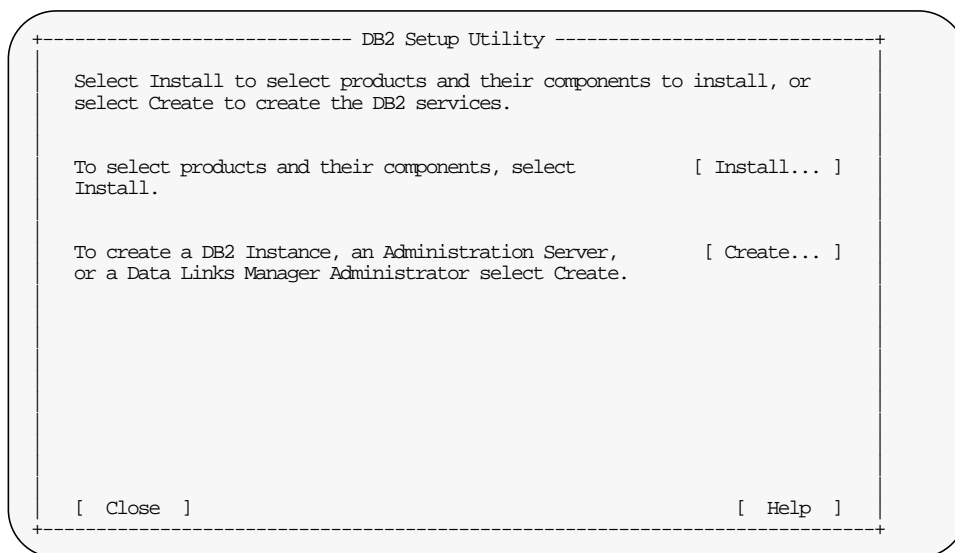 DB2 Setup Utility
Select Install to select products and their components to install, or
select Create to create the DB2 services.
To select products and their components, select [ Install... ]
Install.
To create a DB2 Instance, an Administration Server, [ Create... ]
or a Data Links Manager Administrator select Create.
[ Close ] [ Help ]